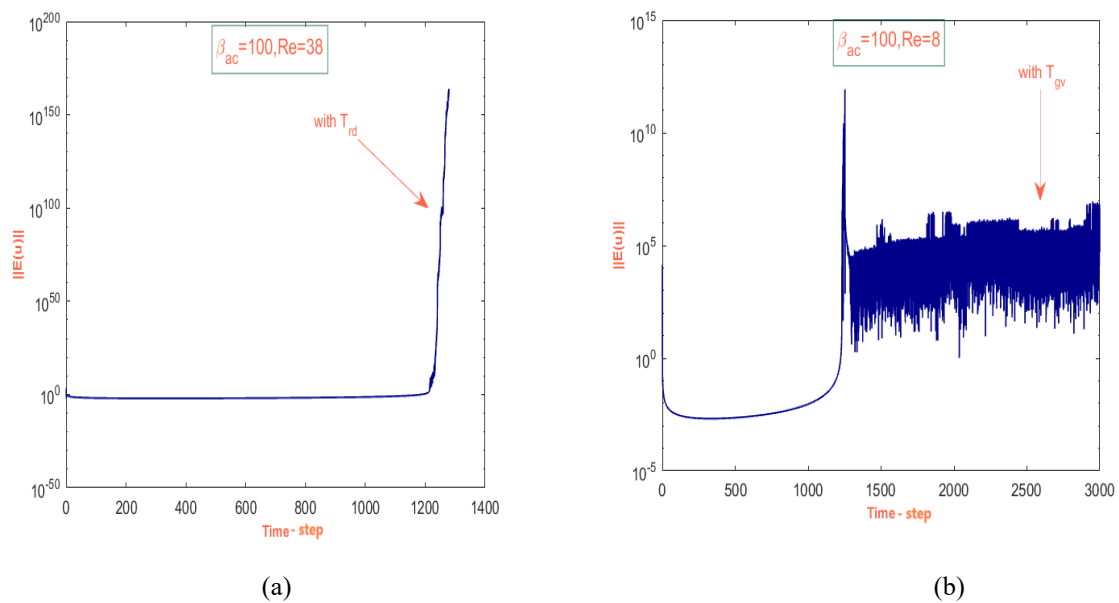 10^200
β_ac=100,Re=38
10^150
with T_rd
10^100
||E(u)||
10^50
10^0
10^-50
0 200 400 600 800 1000 1200 1400
Time - step
(a)
10^15
β_ac=100,Re=8
with T_gv
10^10
||E(u)||
10^5
10^0
10^-5
0 500 1000 1500 2000 2500 3000
Time - step
(b)